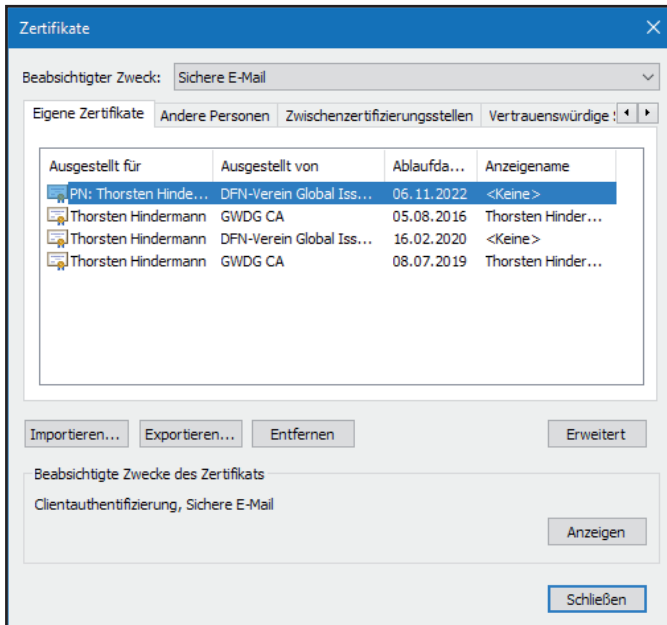 Zertifikate
Beabsichtigter Zweck: Sichere E-Mail
Eigene Zertifikate Andere Personen Zwischenzertifizierungsstellen Vertrauenswürdige
Ausgestellt für Ausgestellt von Ablaufda... Anzeigename
PN: Thorsten Hinde... DFN-Verein Global Iss... 06.11.2022 <Keine>
Thorsten Hindermann GWDG CA 05.08.2016 Thorsten Hinder...
Thorsten Hindermann DFN-Verein Global Iss... 16.02.2020 <Keine>
Thorsten Hindermann GWDG CA 08.07.2019 Thorsten Hinder...
Importieren... Exportieren... Entfernen Erweitert
Beabsichtigte Zwecke des Zertifikats
Clientauthentifizierung, Sichere E-Mail
Anzeigen
Schließen